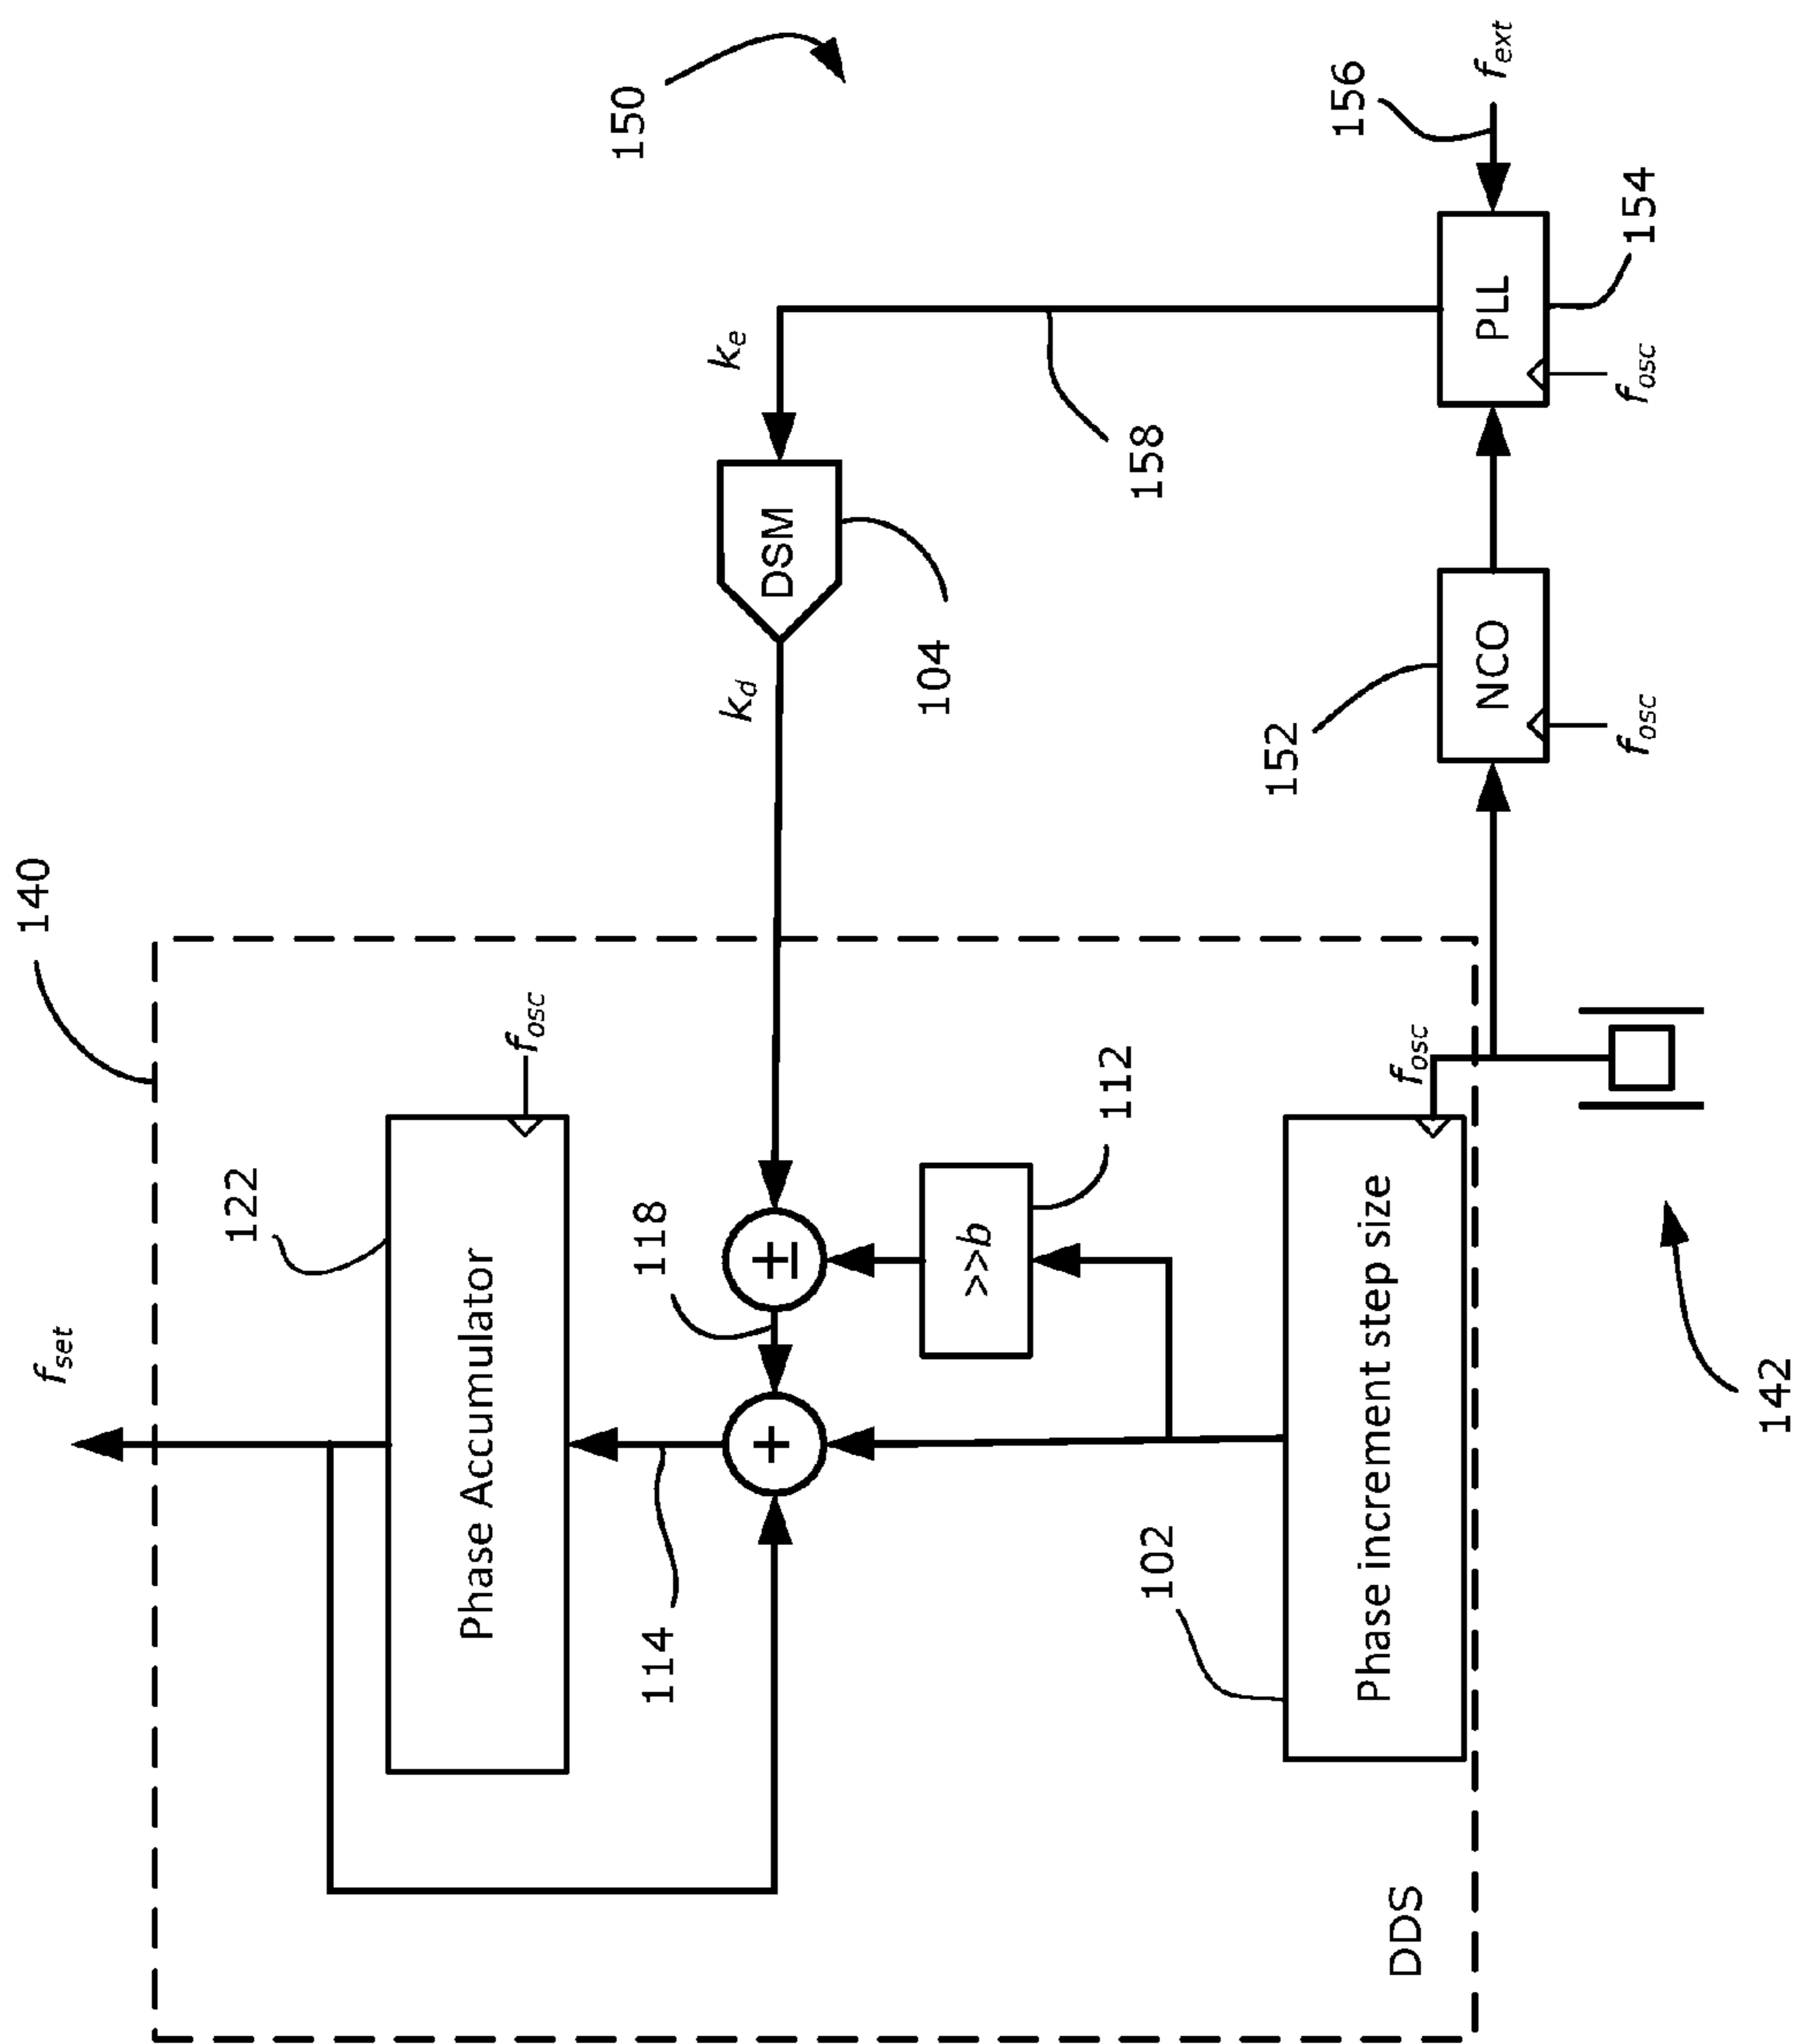 140
f_set
122
Phase Accumulator
f_osc
118
114
112
>>b
±
+
102
Phase increment step size
f_osc
DDS
142
150
k_e
k_d
DSM
104
158
152
NCO
f_osc
PLL
f_osc
154
156
f_ext